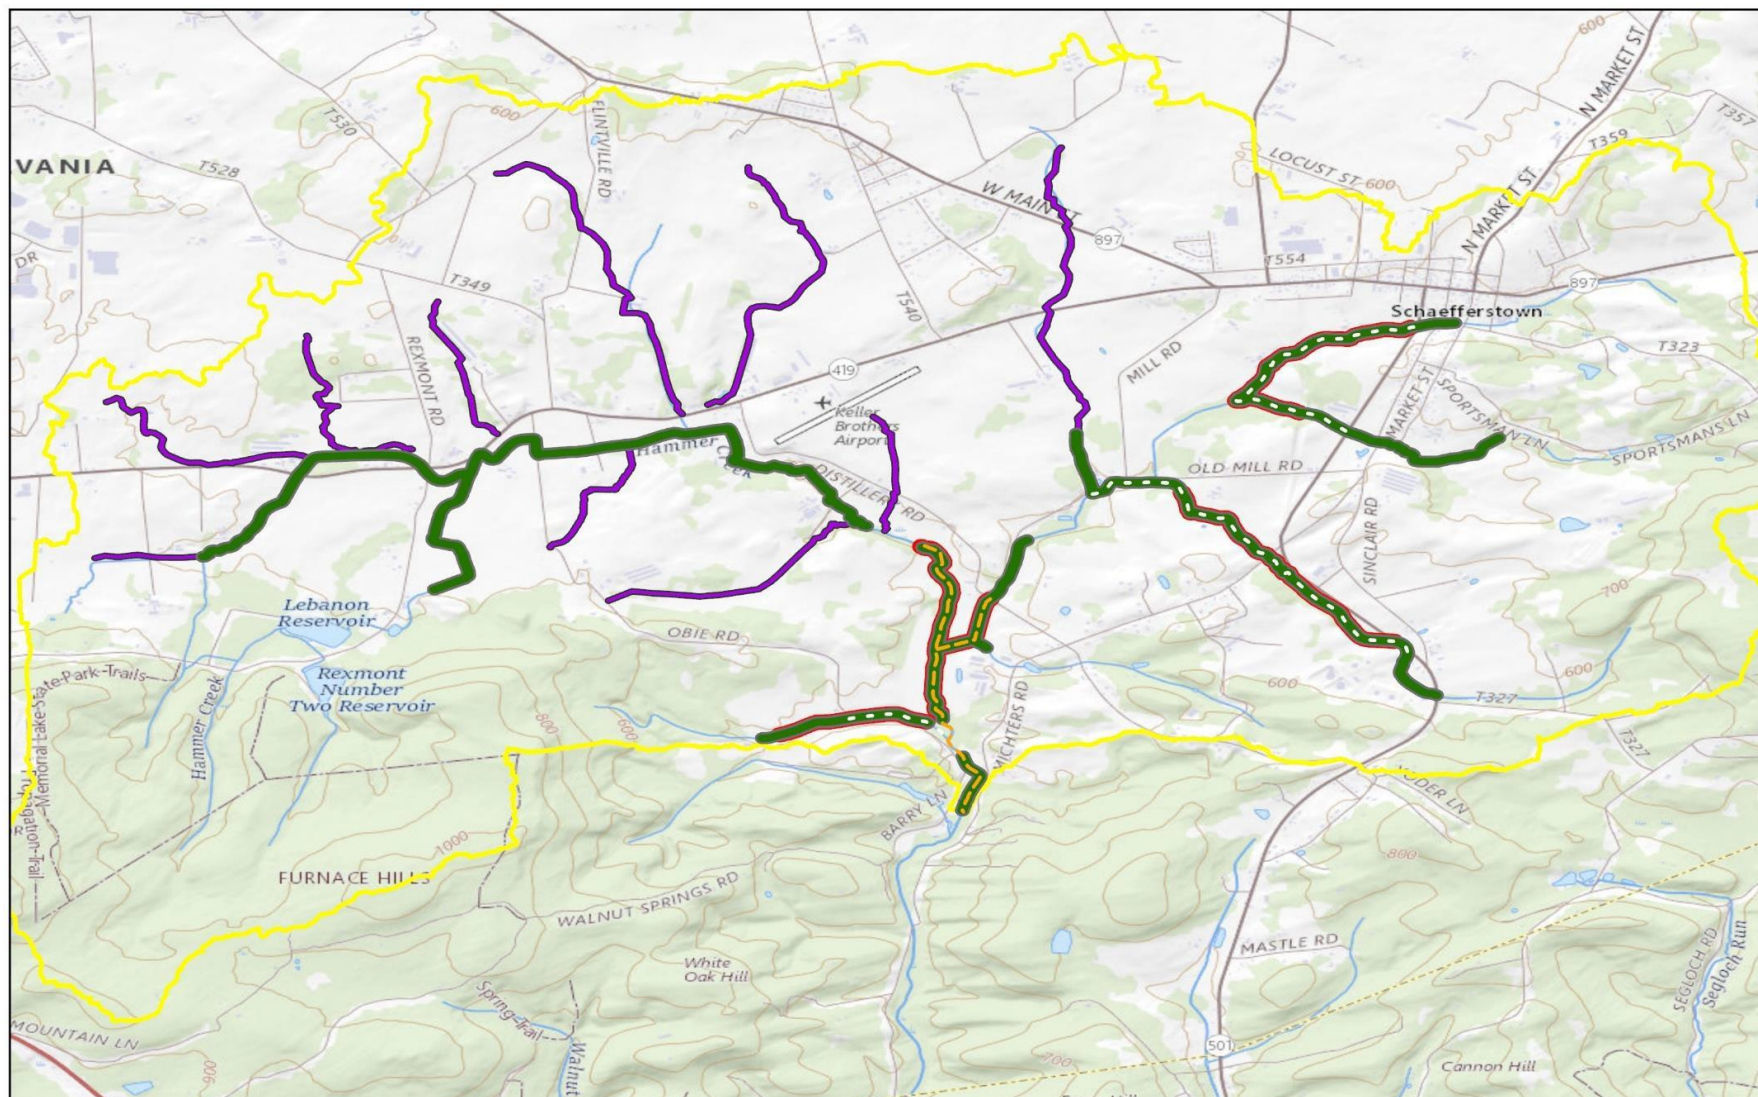 600
N MARKET ST
T357
T530
FLINTVILLE RD
600
T359
VANIA
T528
LOCUST ST 600
W MAIN ST
N MARKET ST
897
T554
DR
T349
T540
897
Schaefferstown
REXMONT RD
419
MILL RD
T323
Keller
Brothers
Airport
MARKET ST
SPORTSMAN LN
SPORTSMANS LN
Hammer
Creek
DISTILLERY RD
OLD MILL RD
SINCLAIR RD
700
Lebanon
Reservoir
OBIE RD
State-Park-Trails
Memorial Lake
Rexmont
Number
Two Reservoir
600
600
T327
Hammer Creek
800
600
MICHTERS RD
T327
BARRY LN
1000
800
FURNACE HILLS
WALNUT SPRINGS RD
MASTLE RD
White
Oak Hill
SEGLOCH RD
Segloch Run
Spring-Trail
MOUNTAIN LN
Walnut
900
700
501
Cannon Hill